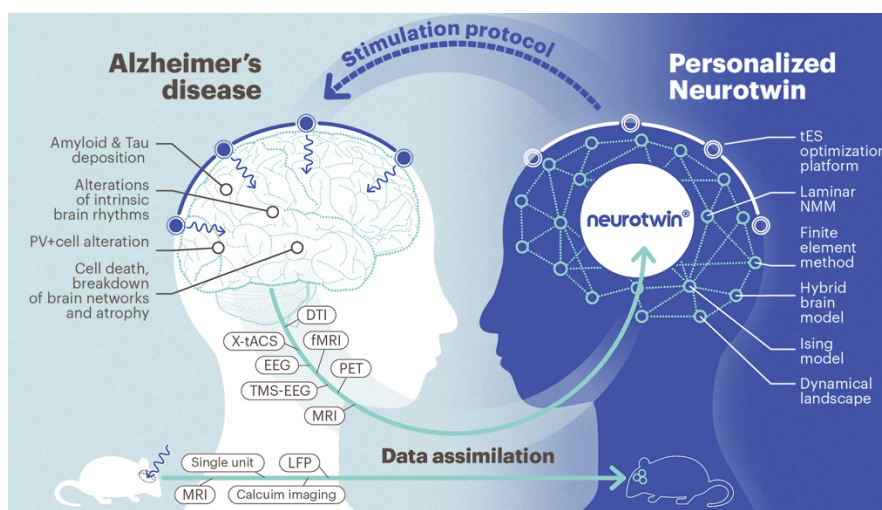 Stimulation protocol
Alzheimer's
disease
Personalized
Neurotwin
Amyloid & Tau
deposition
Alterations
of intrinsic
brain rhythms
PV+cell alteration
Cell death,
breakdown
of brain networks
and atrophy
neurotwin®
tES
optimization
platform
Laminar
NMM
Finite
element
method
Hybrid
brain
model
Ising
model
Dynamical
landscape
DTI
X-tACS
fMRI
EEG
PET
TMS-EEG
MRI
Data assimilation
Single unit
LFP
MRI
Calcuim imaging